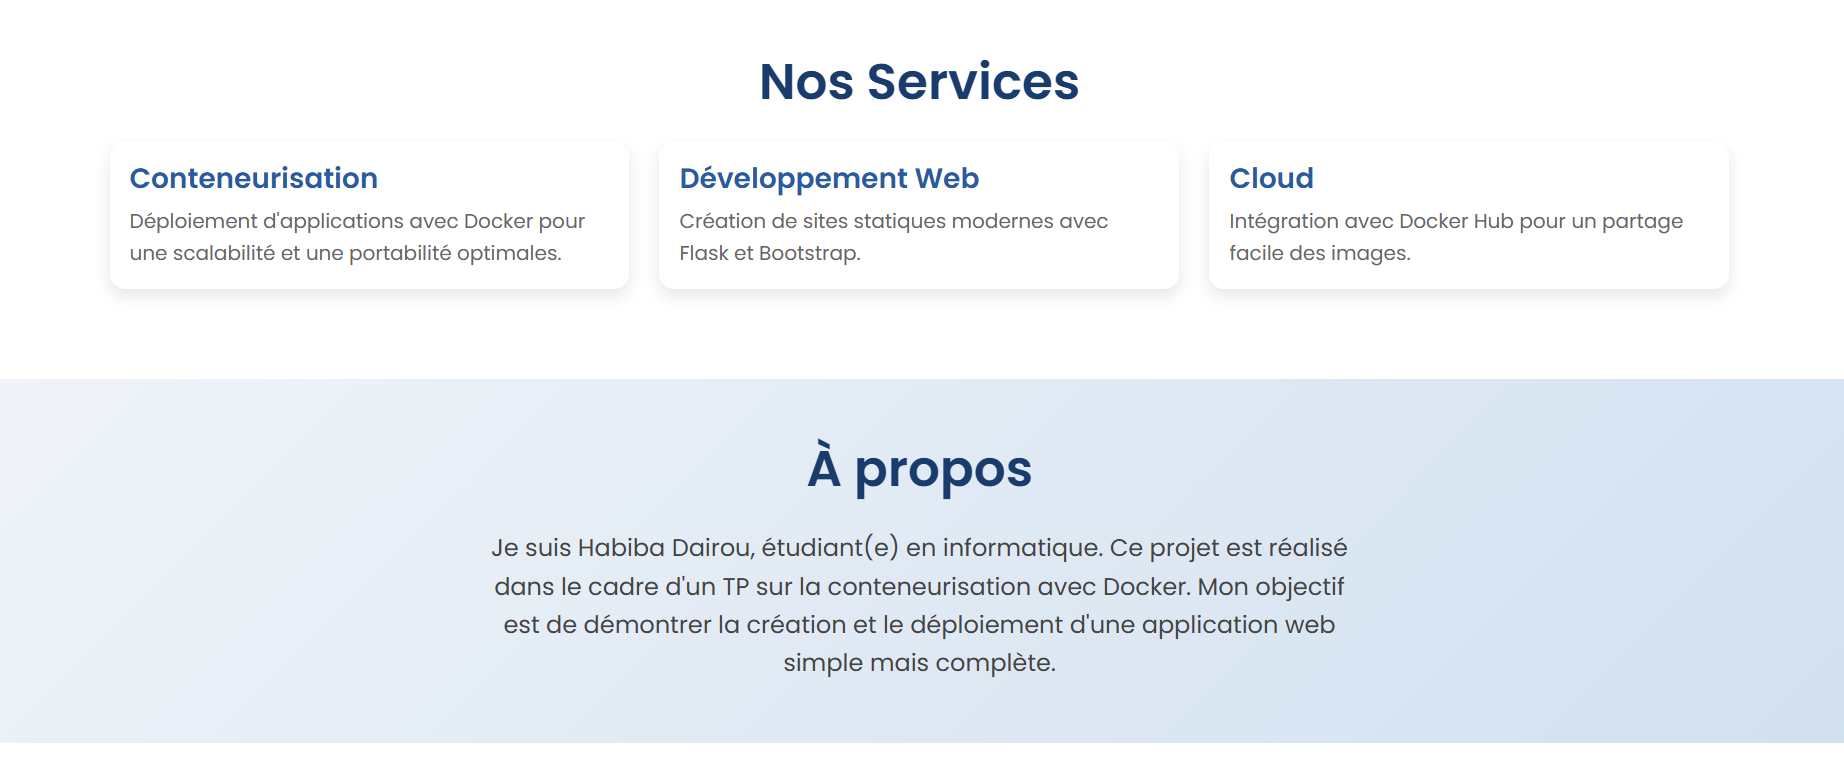 Nos Services
Conteneurisation
Déploiement d'applications avec Docker pour
une scalabilité et une portabilité optimales.
Développement Web
Création de sites statiques modernes avec
Flask et Bootstrap.
Cloud
Intégration avec Docker Hub pour un partage
facile des images.
À propos
Je suis Habiba Dairou, étudiant(e) en informatique. Ce projet est réalisé
dans le cadre d'un TP sur la conteneurisation avec Docker. Mon objectif
est de démontrer la création et le déploiement d'une application web
simple mais complète.